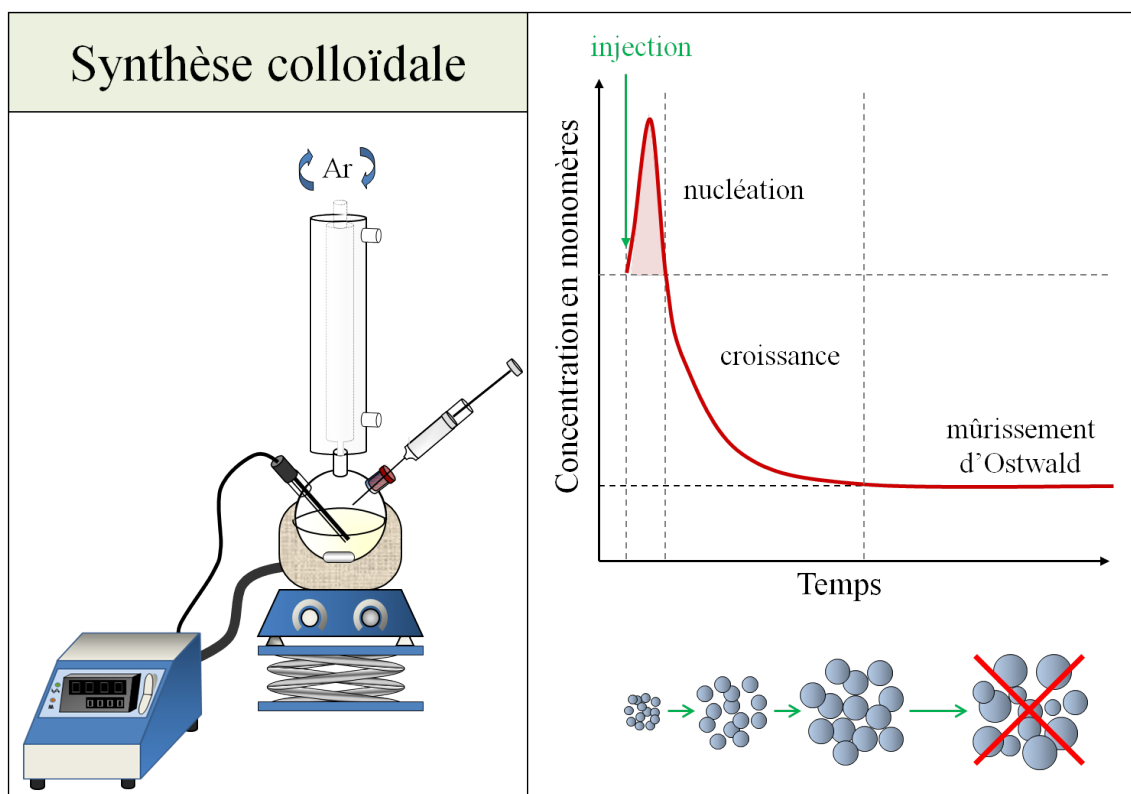 Synthèse colloïdale
Ar
injection
Concentration en monomères
nucléation
croissance
mûrissement
d'Ostwald
Temps